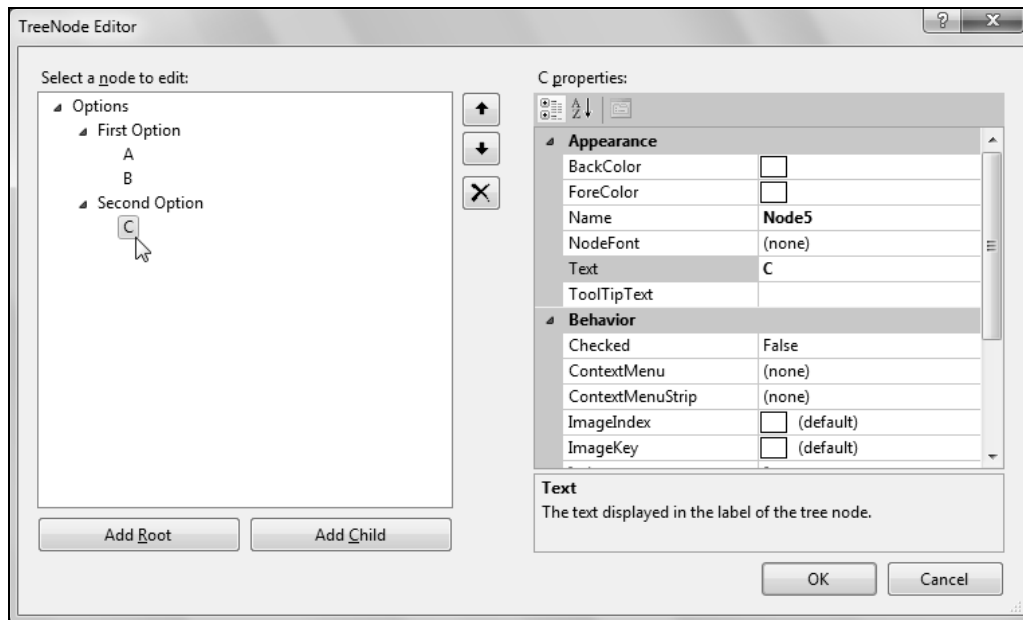 TreeNode Editor
Select a node to edit:
Options
First Option
A
B
Second Option
C
Add Root
Add Child
C properties:
Appearance
BackColor
ForeColor
Name Node5
NodeFont (none)
Text C
ToolTipText
Behavior
Checked False
ContextMenu (none)
ContextMenuStrip (none)
ImageIndex (default)
ImageKey (default)
Text
The text displayed in the label of the tree node.
OK
Cancel